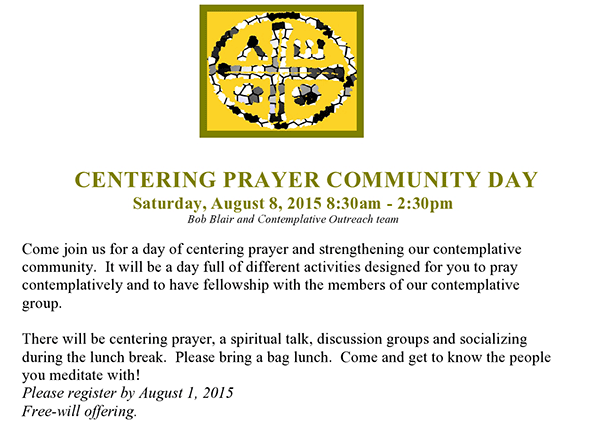 CENTERING PRAYER COMMUNITY DAY
Saturday, August 8, 2015 8:30am - 2:30pm
Bob Blair and Contemplative Outreach team
Come join us for a day of centering prayer and strengthening our contemplative
community.  It will be a day full of different activities designed for you to pray
contemplatively and to have fellowship with the members of our contemplative
group.
There will be centering prayer, a spiritual talk, discussion groups and socializing
during the lunch break.  Please bring a bag lunch.  Come and get to know the people
you meditate with!
Please register by August 1, 2015
Free-will offering.